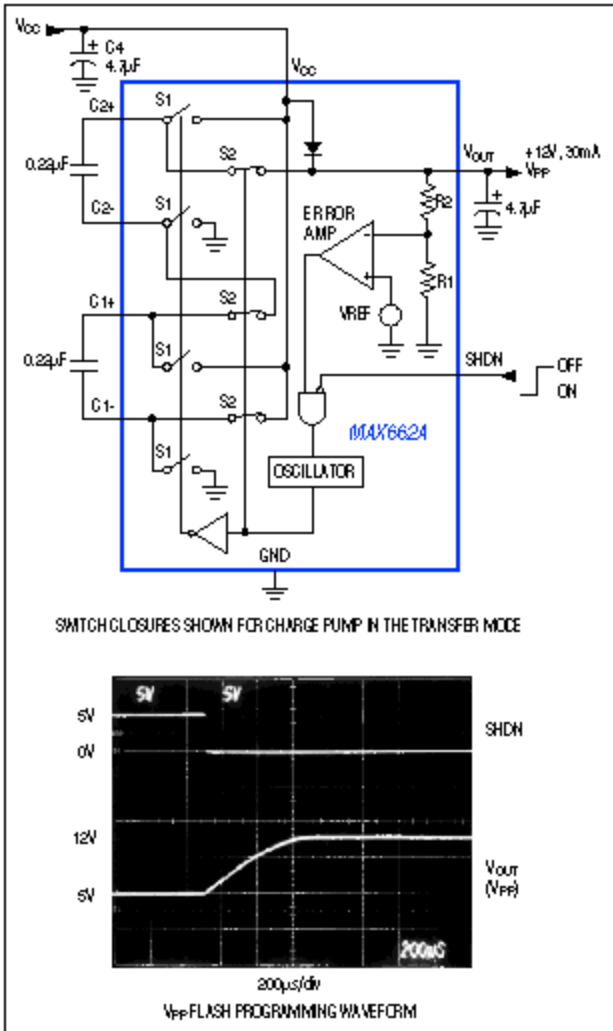 VCC
C4
4.7µF
VCC
C2+
S1
0.22µF
S2
VOUT
+12V, 30mA
VPP
C2-
S1
ERROR
AMP
R2
4.7µF
C1+
S2
R1
VREF
0.22µF
S1
SHDN
OFF
ON
C1-
S2
MAX662A
S1
OSCILLATOR
GND
SWITCH CLOSURES SHOWN FOR CHARGE PUMP IN THE TRANSFER MODE
5V
5V
5V
SHDN
0V
12V
VOUT
(VPP)
5V
200µS
200µs/div
VPP FLASH PROGRAMMING WAVEFORM